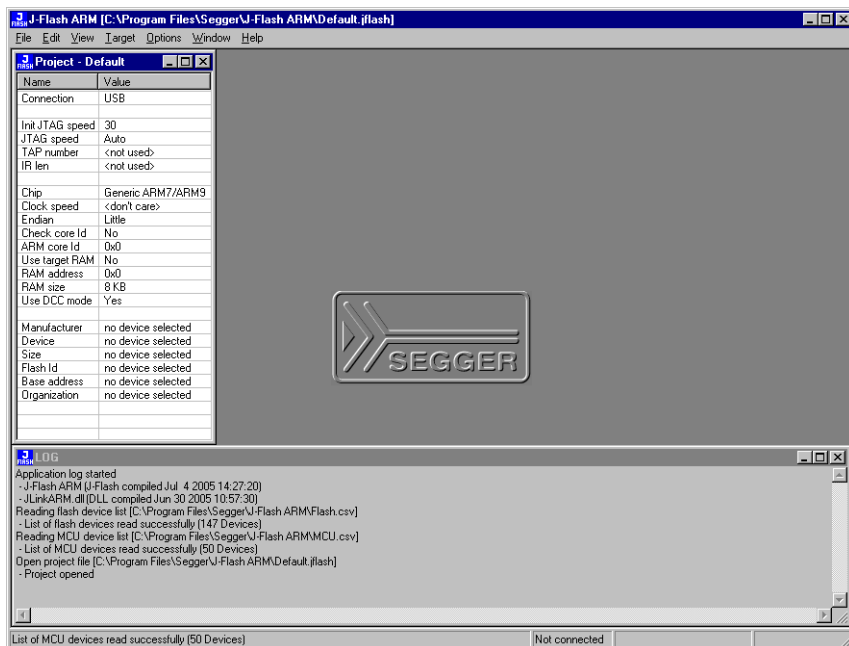 J-Flash ARM [C:\Program Files\Segger\J-Flash ARM\Default.jflash]
File Edit View Target Options Window Help
Project - Default
Name Value
Connection USB
Init JTAG speed 30
JTAG speed Auto
TAP number <not used>
IR len <not used>
Chip Generic ARM7/ARM9
Clock speed <don't care>
Endian Little
Check core Id No
ARM core Id 0x0
Use target RAM No
RAM address 0x0
RAM size 8 KB
Use DCC mode Yes
Manufacturer no device selected
Device no device selected
Size no device selected
Flash Id no device selected
Base address no device selected
Organization no device selected
SEGGER
LOG
Application log started
- J-Flash ARM (J-Flash compiled Jul 4 2005 14:27:20)
- JLinkARM.dll (DLL compiled Jun 30 2005 10:57:30)
Reading flash device list [C:\Program Files\Segger\J-Flash ARM\Flash.csv]
- List of flash devices read successfully (147 Devices)
Reading MCU device list [C:\Program Files\Segger\J-Flash ARM\MCU.csv]
- List of MCU devices read successfully (50 Devices)
Open project file [C:\Program Files\Segger\J-Flash ARM\Default.jflash]
- Project opened
List of MCU devices read successfully (50 Devices) Not connected